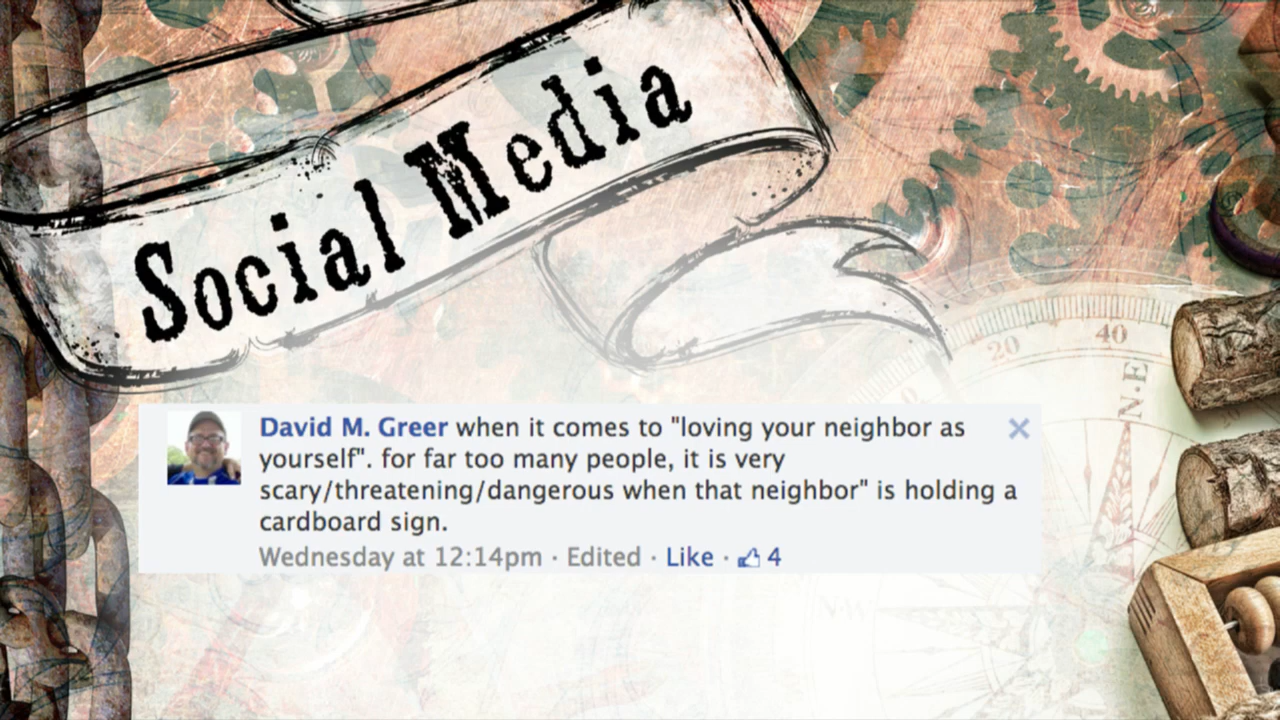 Social Media
David M. Greer when it comes to "loving your neighbor as
yourself". for far too many people, it is very
scary/threatening/dangerous when that neighbor" is holding a
cardboard sign.
Wednesday at 12:14pm · Edited · Like · 4
20
40
N·E
N·W